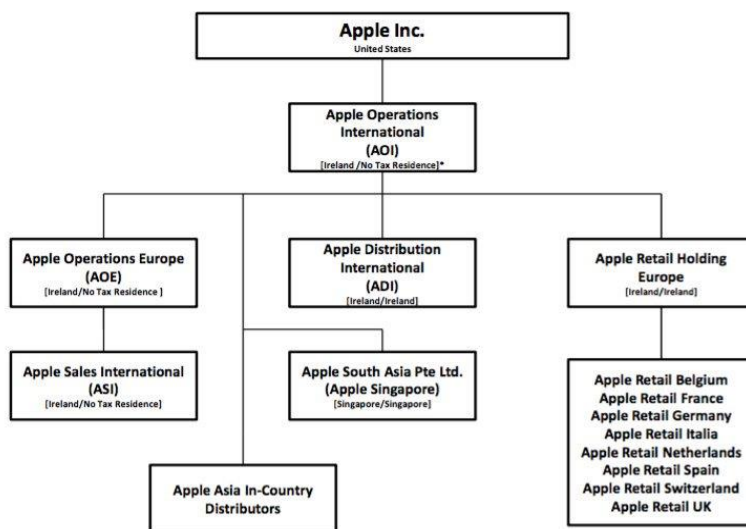 Apple Inc.
United States
Apple Operations
International
(AOI)
[Ireland /No Tax Residence]*
Apple Operations Europe
(AOE)
[Ireland/No Tax Residence ]
Apple Distribution
International
(ADI)
[Ireland/Ireland]
Apple Retail Holding
Europe
[Ireland/Ireland]
Apple Sales International
(ASI)
[Ireland/No Tax Residence]
Apple South Asia Pte Ltd.
(Apple Singapore)
[Singapore/Singapore]
Apple Retail Belgium
Apple Retail France
Apple Retail Germany
Apple Retail Italia
Apple Retail Netherlands
Apple Retail Spain
Apple Retail Switzerland
Apple Retail UK
Apple Asia In-Country
Distributors